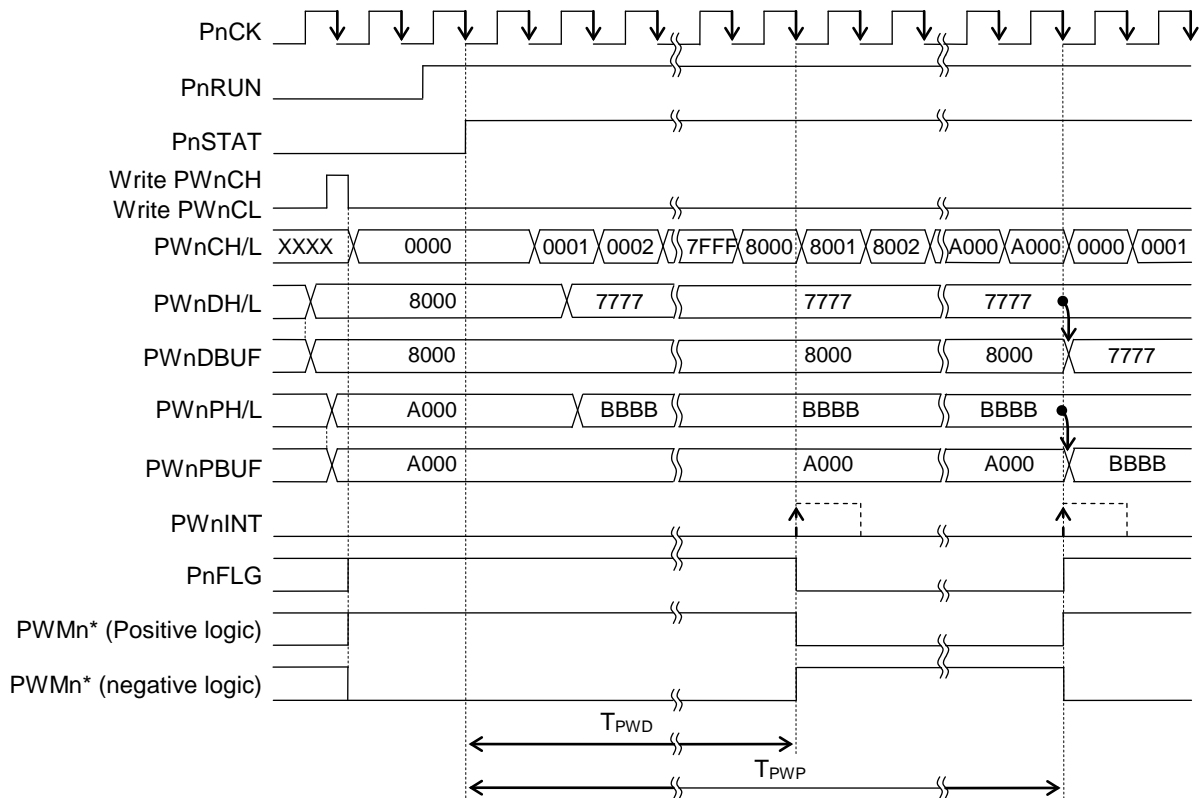 PnCK
PnRUN
PnSTAT
Write PWnCH
Write PWnCL
PWnCH/L XXXX 0000 0001 0002 7FFF 8000 8001 8002 A000 A000 0000 0001
PWnDH/L 8000 7777 7777 7777
PWnDBUF 8000 8000 8000 7777
PWnPH/L A000 BBBB BBBB BBBB
PWnPBUF A000 A000 A000 BBBB
PWnINT
PnFLG
PWMn* (Positive logic)
PWMn* (negative logic)
TPWD
TPWP